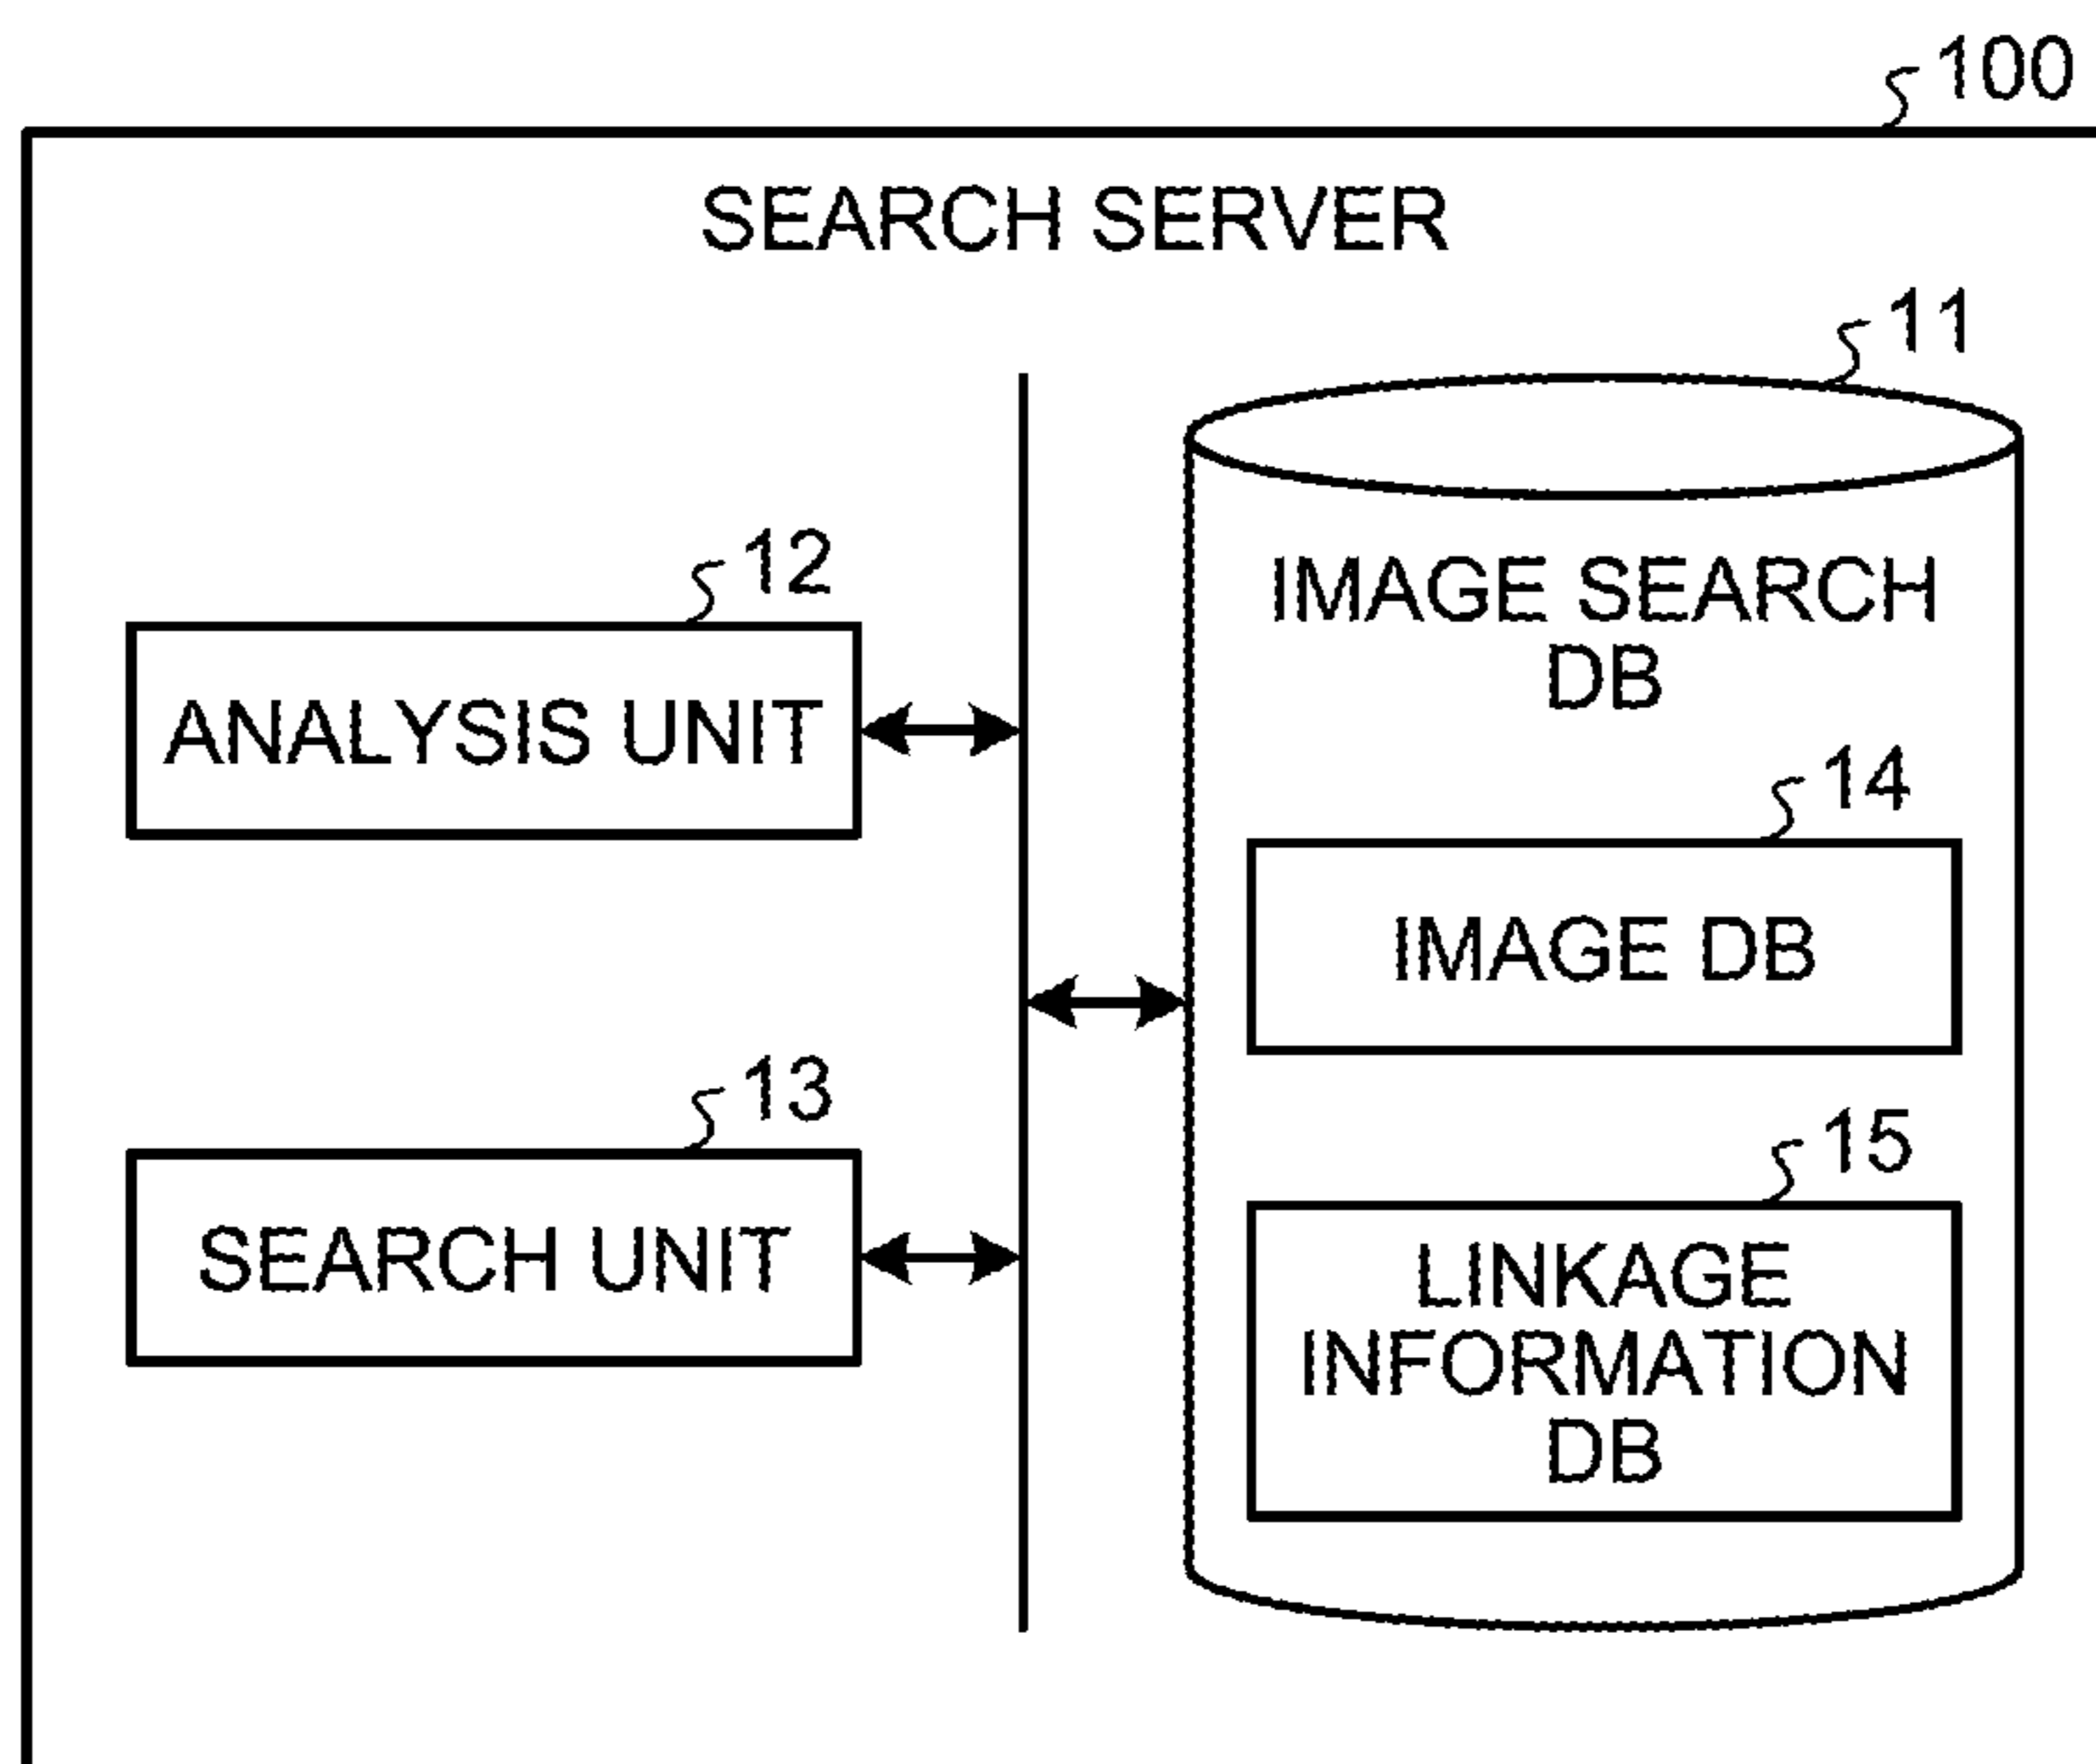 100
SEARCH SERVER
11
12
IMAGE SEARCH
DB
ANALYSIS UNIT
14
IMAGE DB
13
15
SEARCH UNIT
LINKAGE
INFORMATION
DB